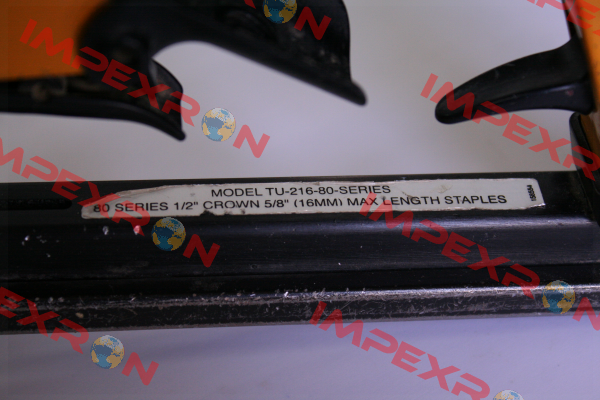 IMPEXRON
IMPEXRON
MODEL TU-216-80-SERIES
80 SERIES 1/2" CROWN 5/8" (16MM) MAX LENGTH STAPLES
IMPEXRON
IMPEXRON
IMPEXRON
IMPEXRON